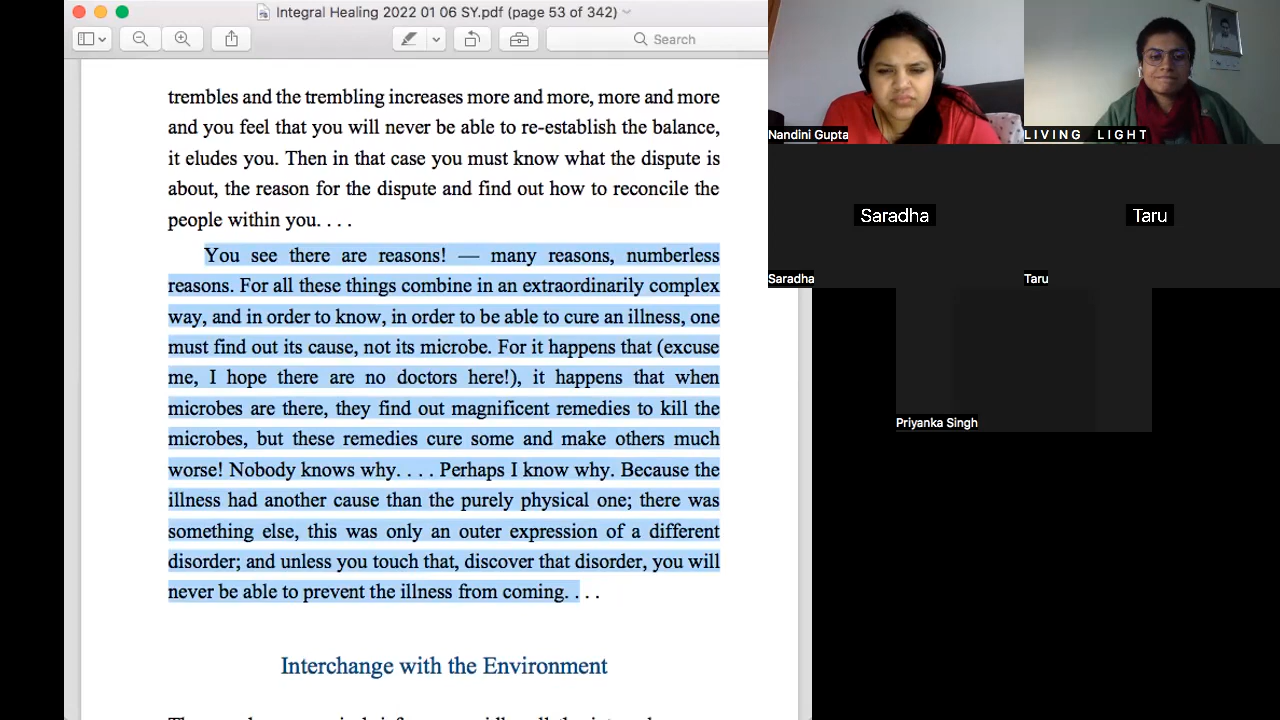 Integral Healing 2022 01 06 SY.pdf (page 53 of 342)
Search
trembles and the trembling increases more and more, more and more
and you feel that you will never be able to re-establish the balance,
it eludes you. Then in that case you must know what the dispute is
about, the reason for the dispute and find out how to reconcile the
people within you. . . .
You see there are reasons! — many reasons, numberless
reasons. For all these things combine in an extraordinarily complex
way, and in order to know, in order to be able to cure an illness, one
must find out its cause, not its microbe. For it happens that (excuse
me, I hope there are no doctors here!), it happens that when
microbes are there, they find out magnificent remedies to kill the
microbes, but these remedies cure some and make others much
worse! Nobody knows why. . . . Perhaps I know why. Because the
illness had another cause than the purely physical one; there was
something else, this was only an outer expression of a different
disorder; and unless you touch that, discover that disorder, you will
never be able to prevent the illness from coming. . . .
Interchange with the Environment
Nandini Gupta
L I V I N G L I G H T
Saradha
Taru
Saradha
Taru
Priyanka Singh